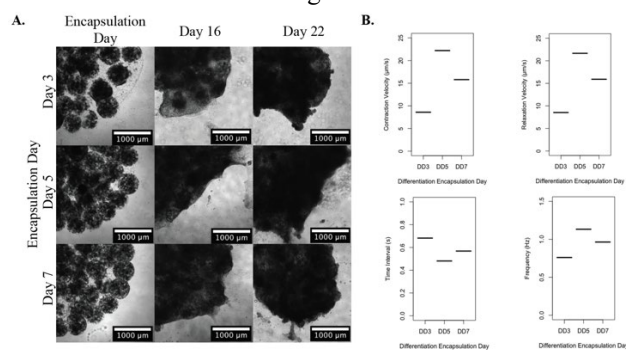 A.
Encapsulation
Day
Day 16
Day 22
Encapsulation Day
Day 3
1000 µm
1000 µm
1000 µm
Day 5
1000 µm
1000 µm
1000 µm
Day 7
1000 µm
1000 µm
1000 µm
B.
Contraction Velocity (µm/s)
0
5
10
15
20
25
DD3
DD5
DD7
Differentiation Encapsulation Day
Relaxation Velocity (µm/s)
0
5
10
15
20
25
DD3
DD5
DD7
Differentiation Encapsulation Day
Time Interval (s)
0.0
0.2
0.4
0.6
0.8
1.0
DD3
DD5
DD7
Differentiation Encapsulation Day
Frequency (Hz)
0.0
0.5
1.0
1.5
DD3
DD5
DD7
Differentiation Encapsulation Day